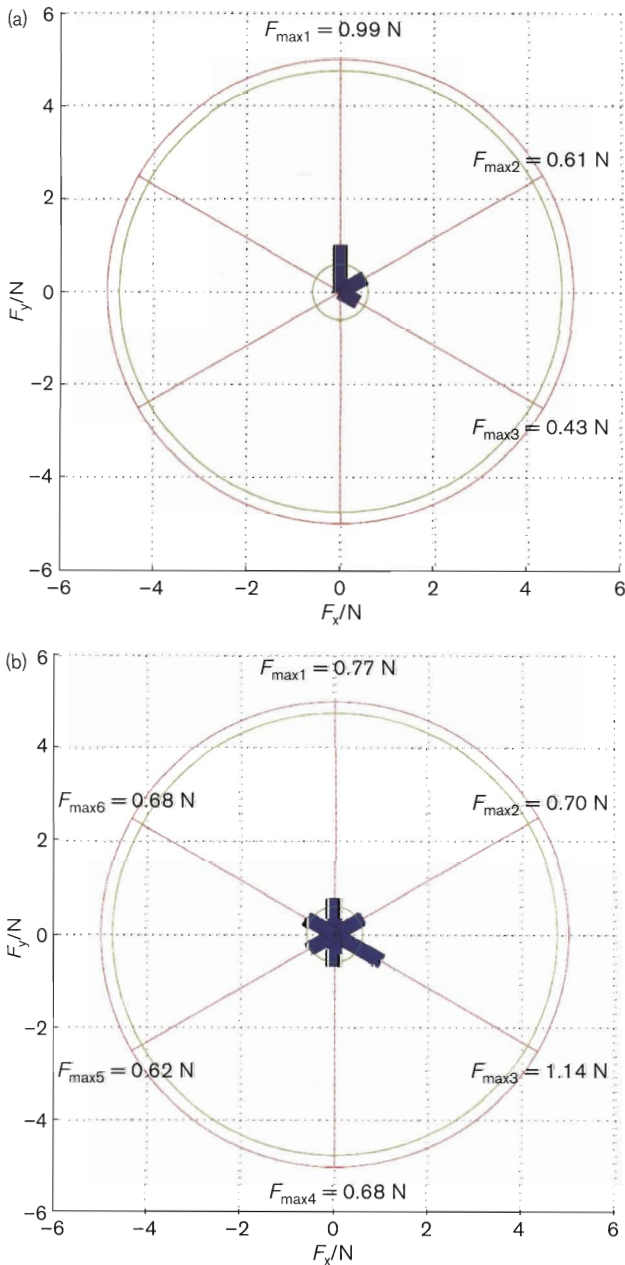 (a)
6
F_max1 = 0.99 N
4
F_max2 = 0.61 N
2
F_y/N
0
−2
F_max3 = 0.43 N
−4
−6
−6 −4 −2 0 2 4 6
F_x/N
(b)
6
F_max1 = 0.77 N
4
F_max6 = 0.68 N F_max2 = 0.70 N
2
F_y/N
0
−2
F_max5 = 0.62 N F_max3 = 1.14 N
−4
F_max4 = 0.68 N
−6
−6 −4 −2 0 2 4 6
F_x/N